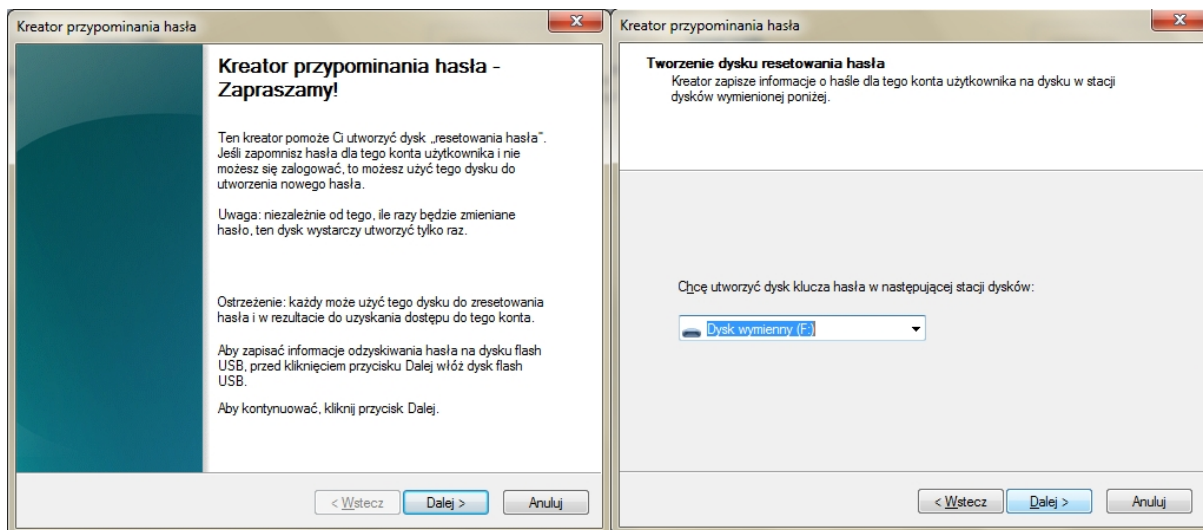 Kreator przypominania hasła
Kreator przypominania hasła -
Zapraszamy!
Ten kreator pomoże Ci utworzyć dysk „resetowania hasła”.
Jeśli zapomnisz hasła dla tego konta użytkownika i nie
możesz się zalogować, to możesz użyć tego dysku do
utworzenia nowego hasła.
Uwaga: niezależnie od tego, ile razy będzie zmieniane
hasło, ten dysk wystarczy utworzyć tylko raz.
Ostrzeżenie: każdy może użyć tego dysku do zresetowania
hasła i w rezultacie do uzyskania dostępu do tego konta.
Aby zapisać informacje odzyskiwania hasła na dysku flash
USB, przed kliknięciem przycisku Dalej włóż dysk flash
USB.
Aby kontynuować, kliknij przycisk Dalej.
< Wstecz Dalej > Anuluj
Kreator przypominania hasła
Tworzenie dysku resetowania hasła
Kreator zapisze informacje o haśle dla tego konta użytkownika na dysku w stacji
dysków wymienionej poniżej.
Chcę utworzyć dysk klucza hasła w następującej stacji dysków:
Dysk wymienny (F:)
< Wstecz Dalej > Anuluj